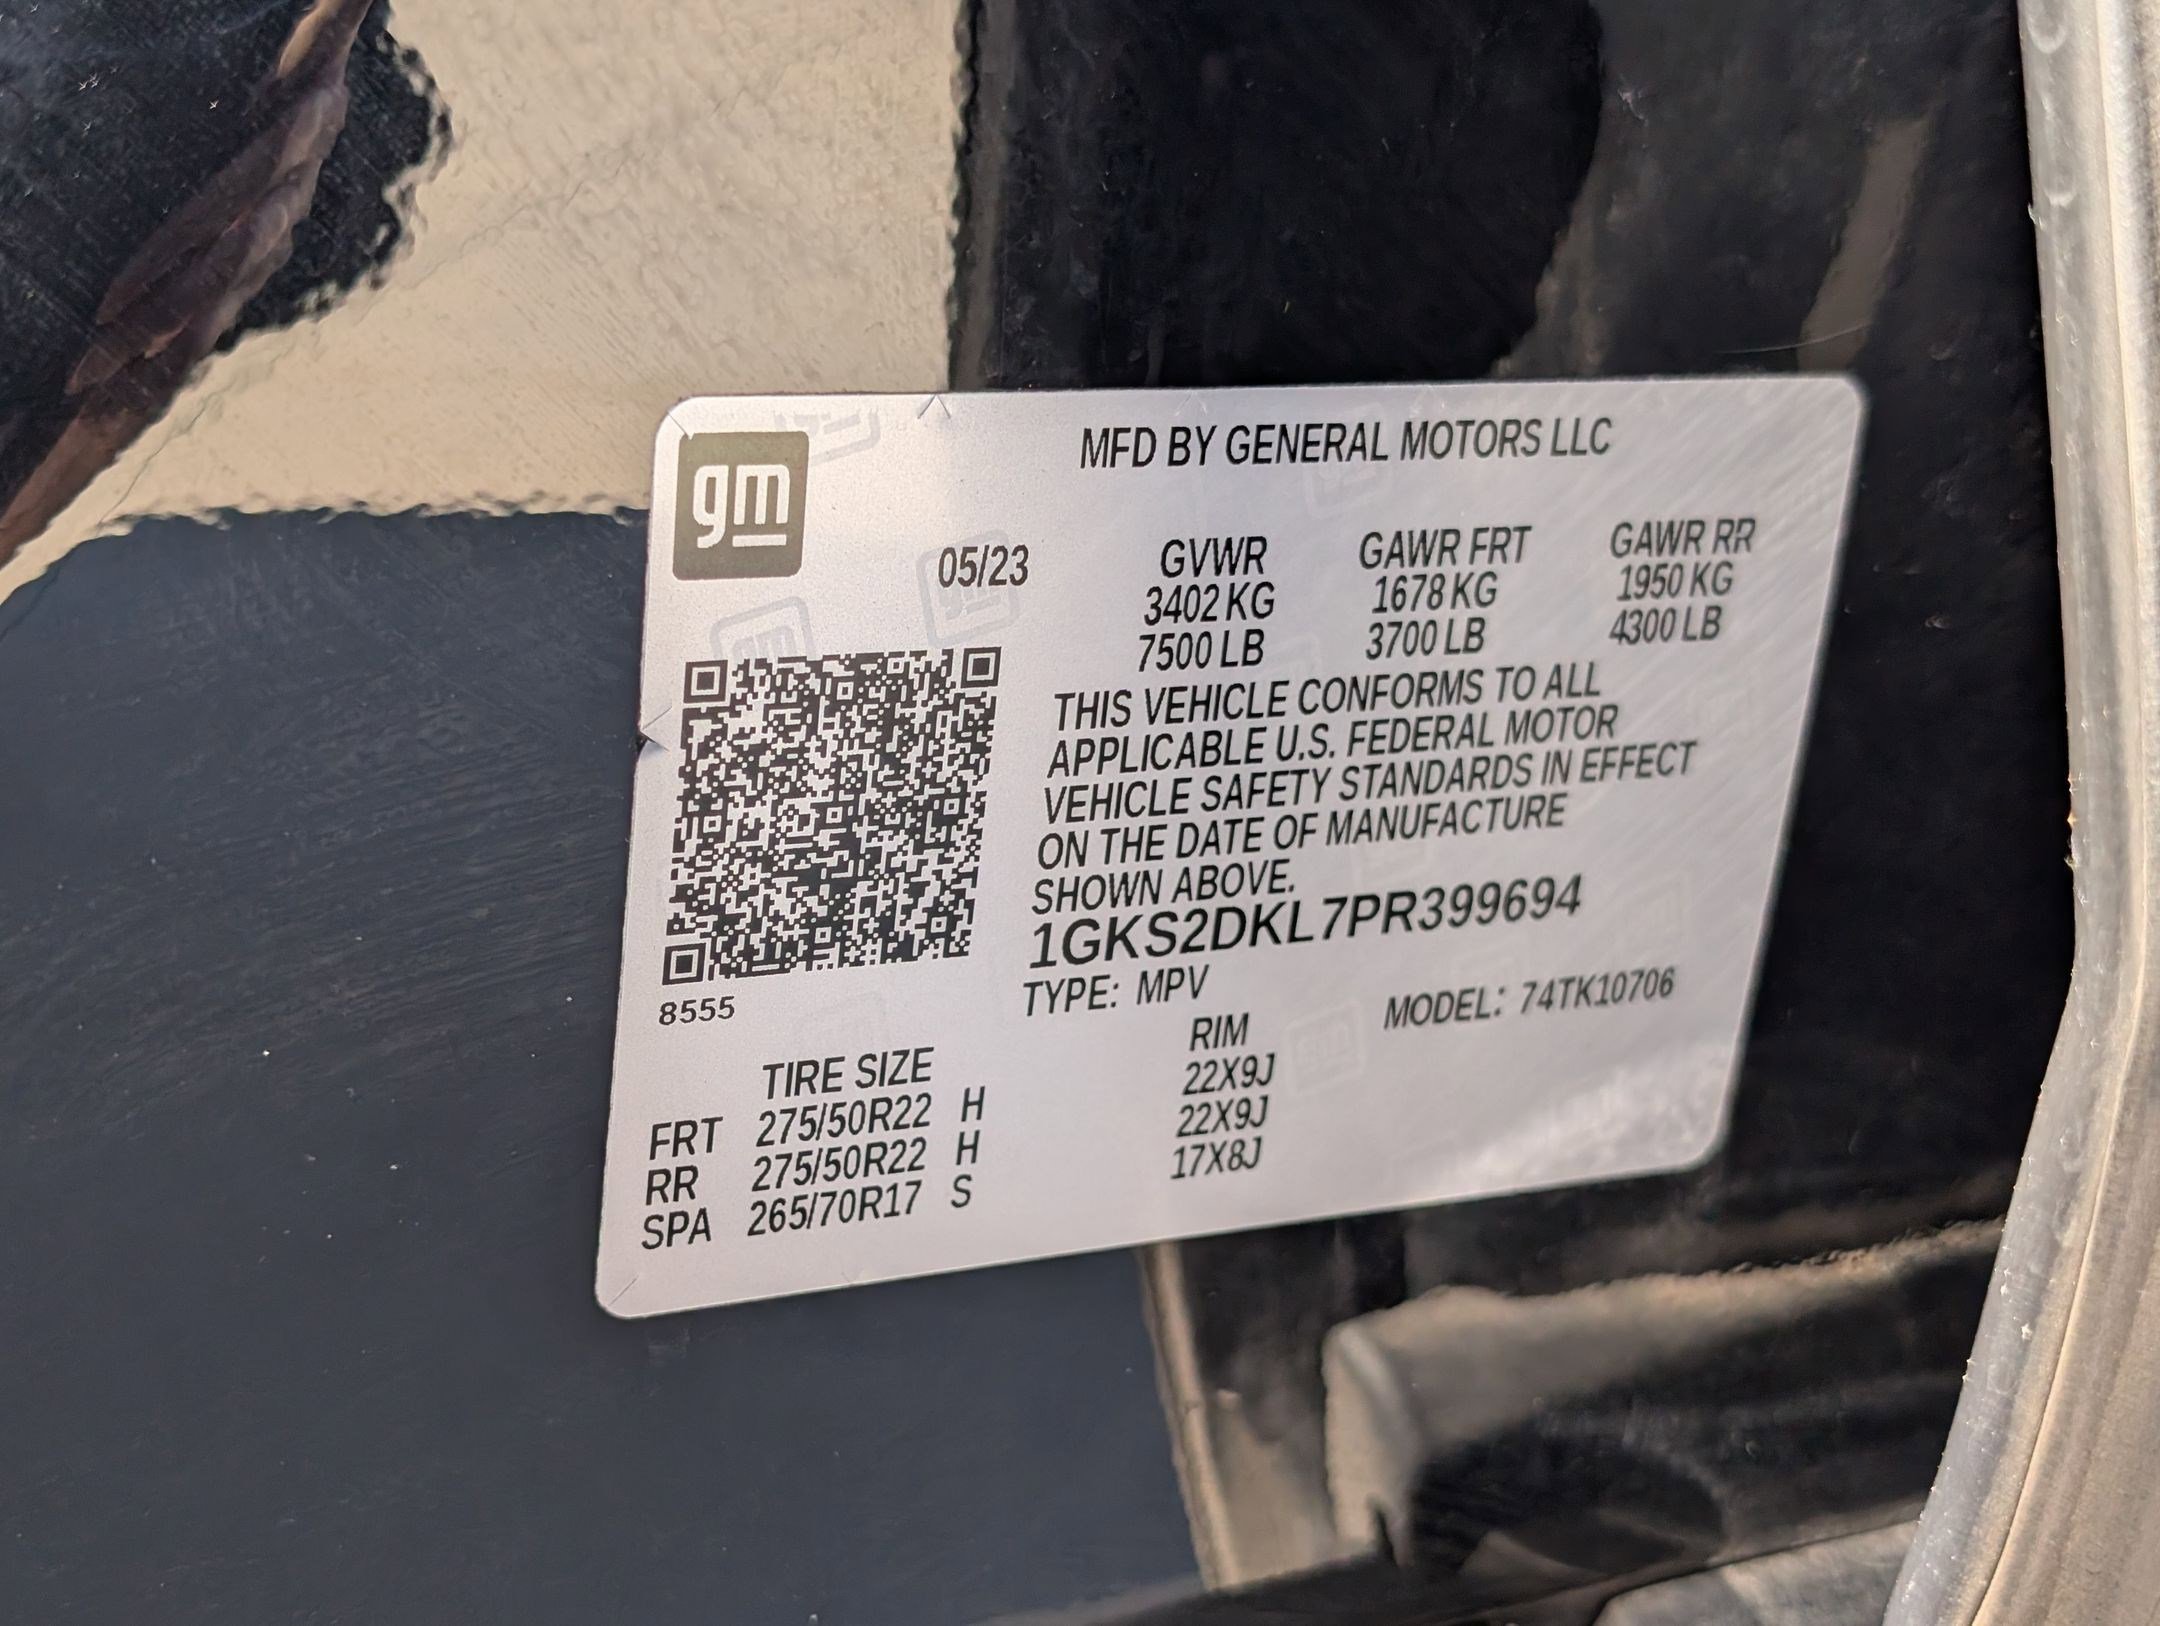 gm
MFD BY GENERAL MOTORS LLC
05/23
GVWR GAWR FRT GAWR RR
3402 KG 1678 KG 1950 KG
7500 LB 3700 LB 4300 LB
THIS VEHICLE CONFORMS TO ALL
APPLICABLE U.S. FEDERAL MOTOR
VEHICLE SAFETY STANDARDS IN EFFECT
ON THE DATE OF MANUFACTURE
SHOWN ABOVE.
1GKS2DKL7PR399694
TYPE: MPV MODEL: 74TK10706
8555
TIRE SIZE RIM
FRT 275/50R22 H 22X9J
RR 275/50R22 H 22X9J
SPA 265/70R17 S 17X8J